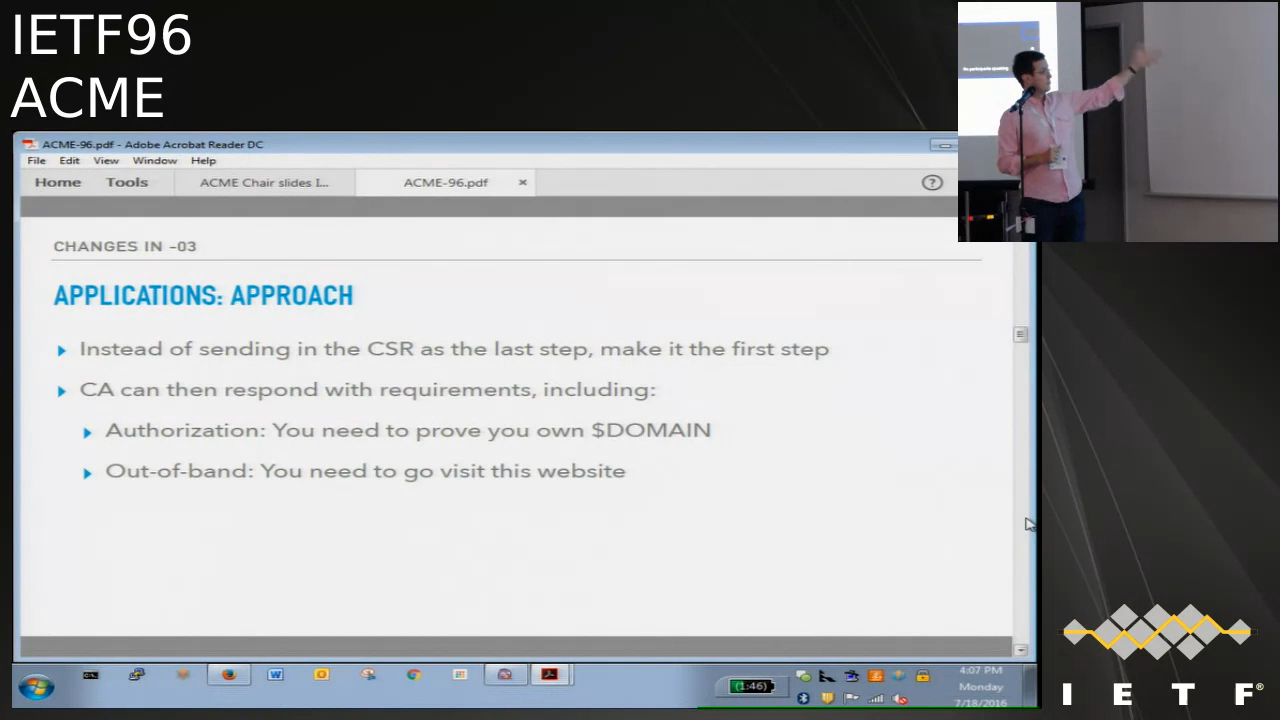 IETF96
ACME
ACME-96.pdf - Adobe Acrobat Reader DC
File Edit View Window Help
Home Tools ACME Chair slides I... ACME-96.pdf ×
?
CHANGES IN -03
APPLICATIONS: APPROACH
Instead of sending in the CSR as the last step, make it the first step
CA can then respond with requirements, including:
Authorization: You need to prove you own $DOMAIN
Out-of-band: You need to go visit this website
(1:46)
4:07 PM
Monday
7/18/2016
I E T F®